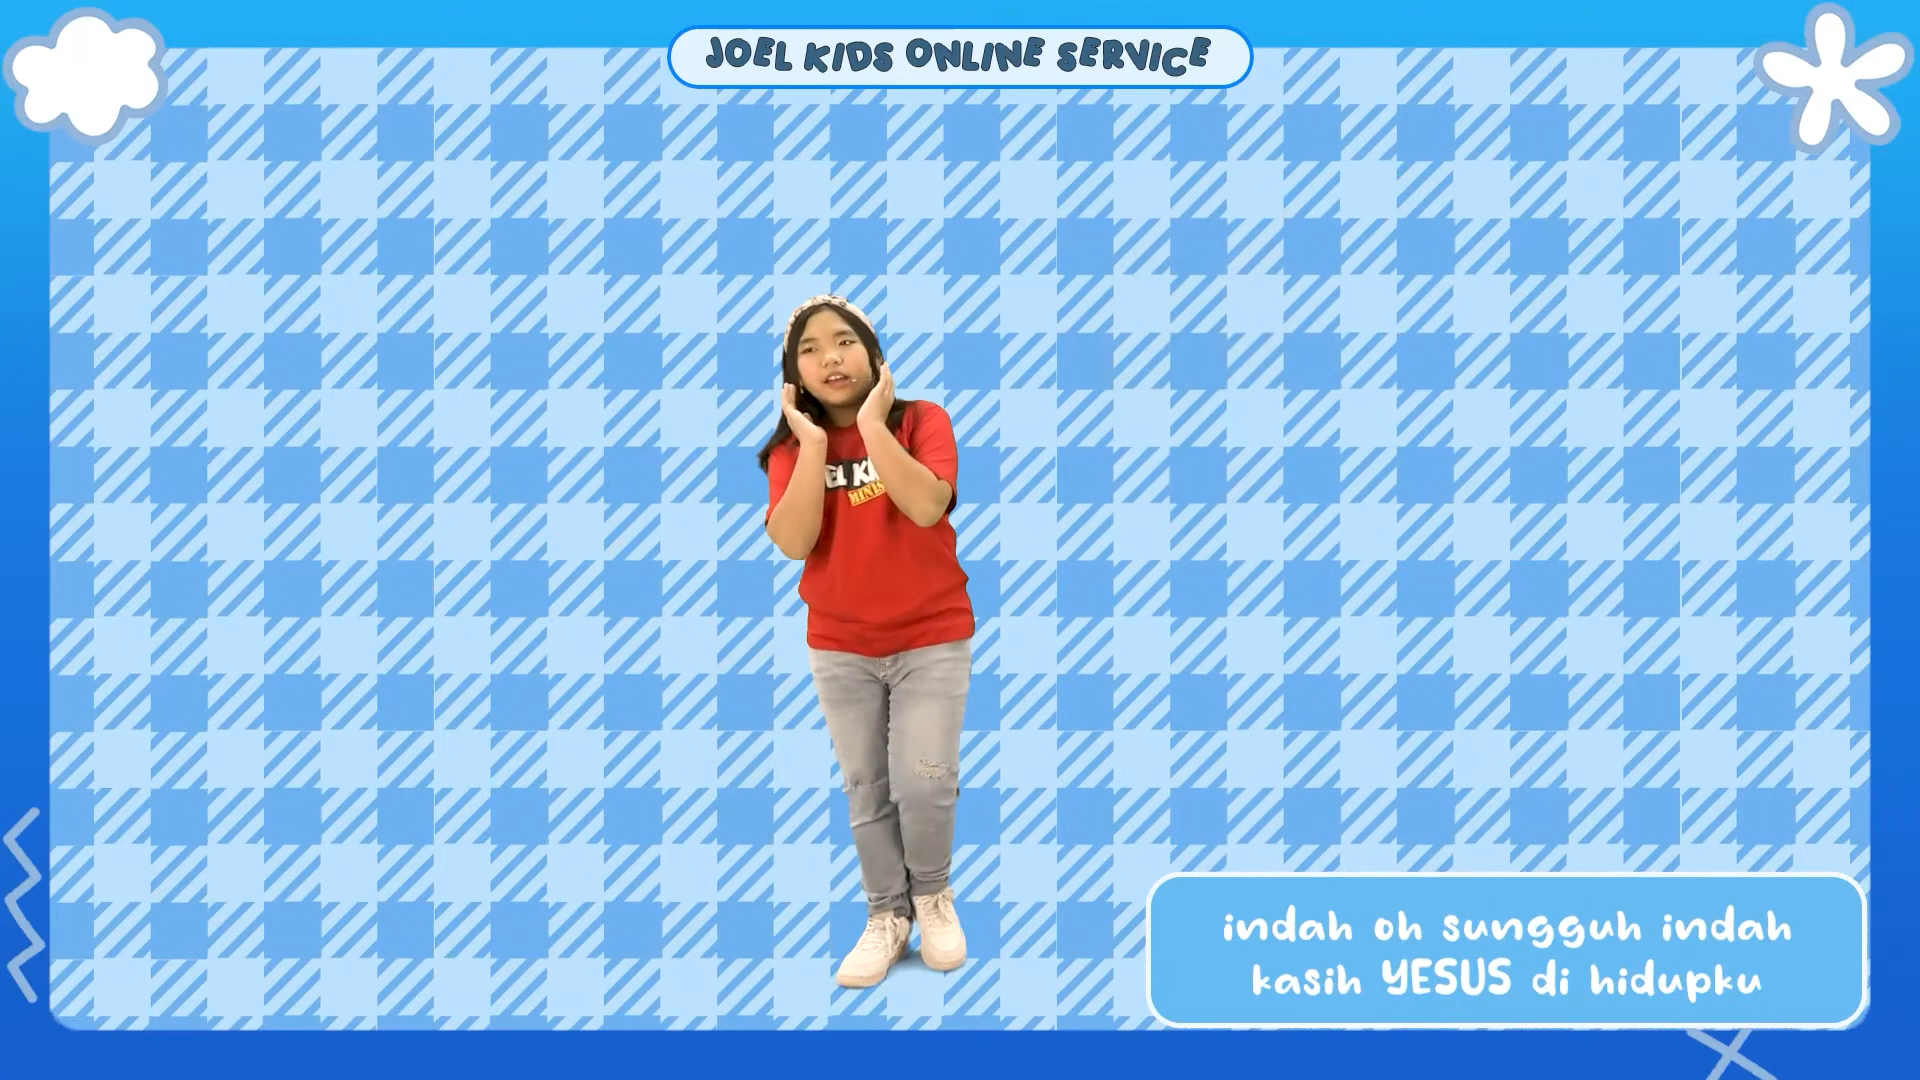 JOEL KIDS ONLINE SERVICE
indah oh sungguh indah
kasih YESUS di hidupku